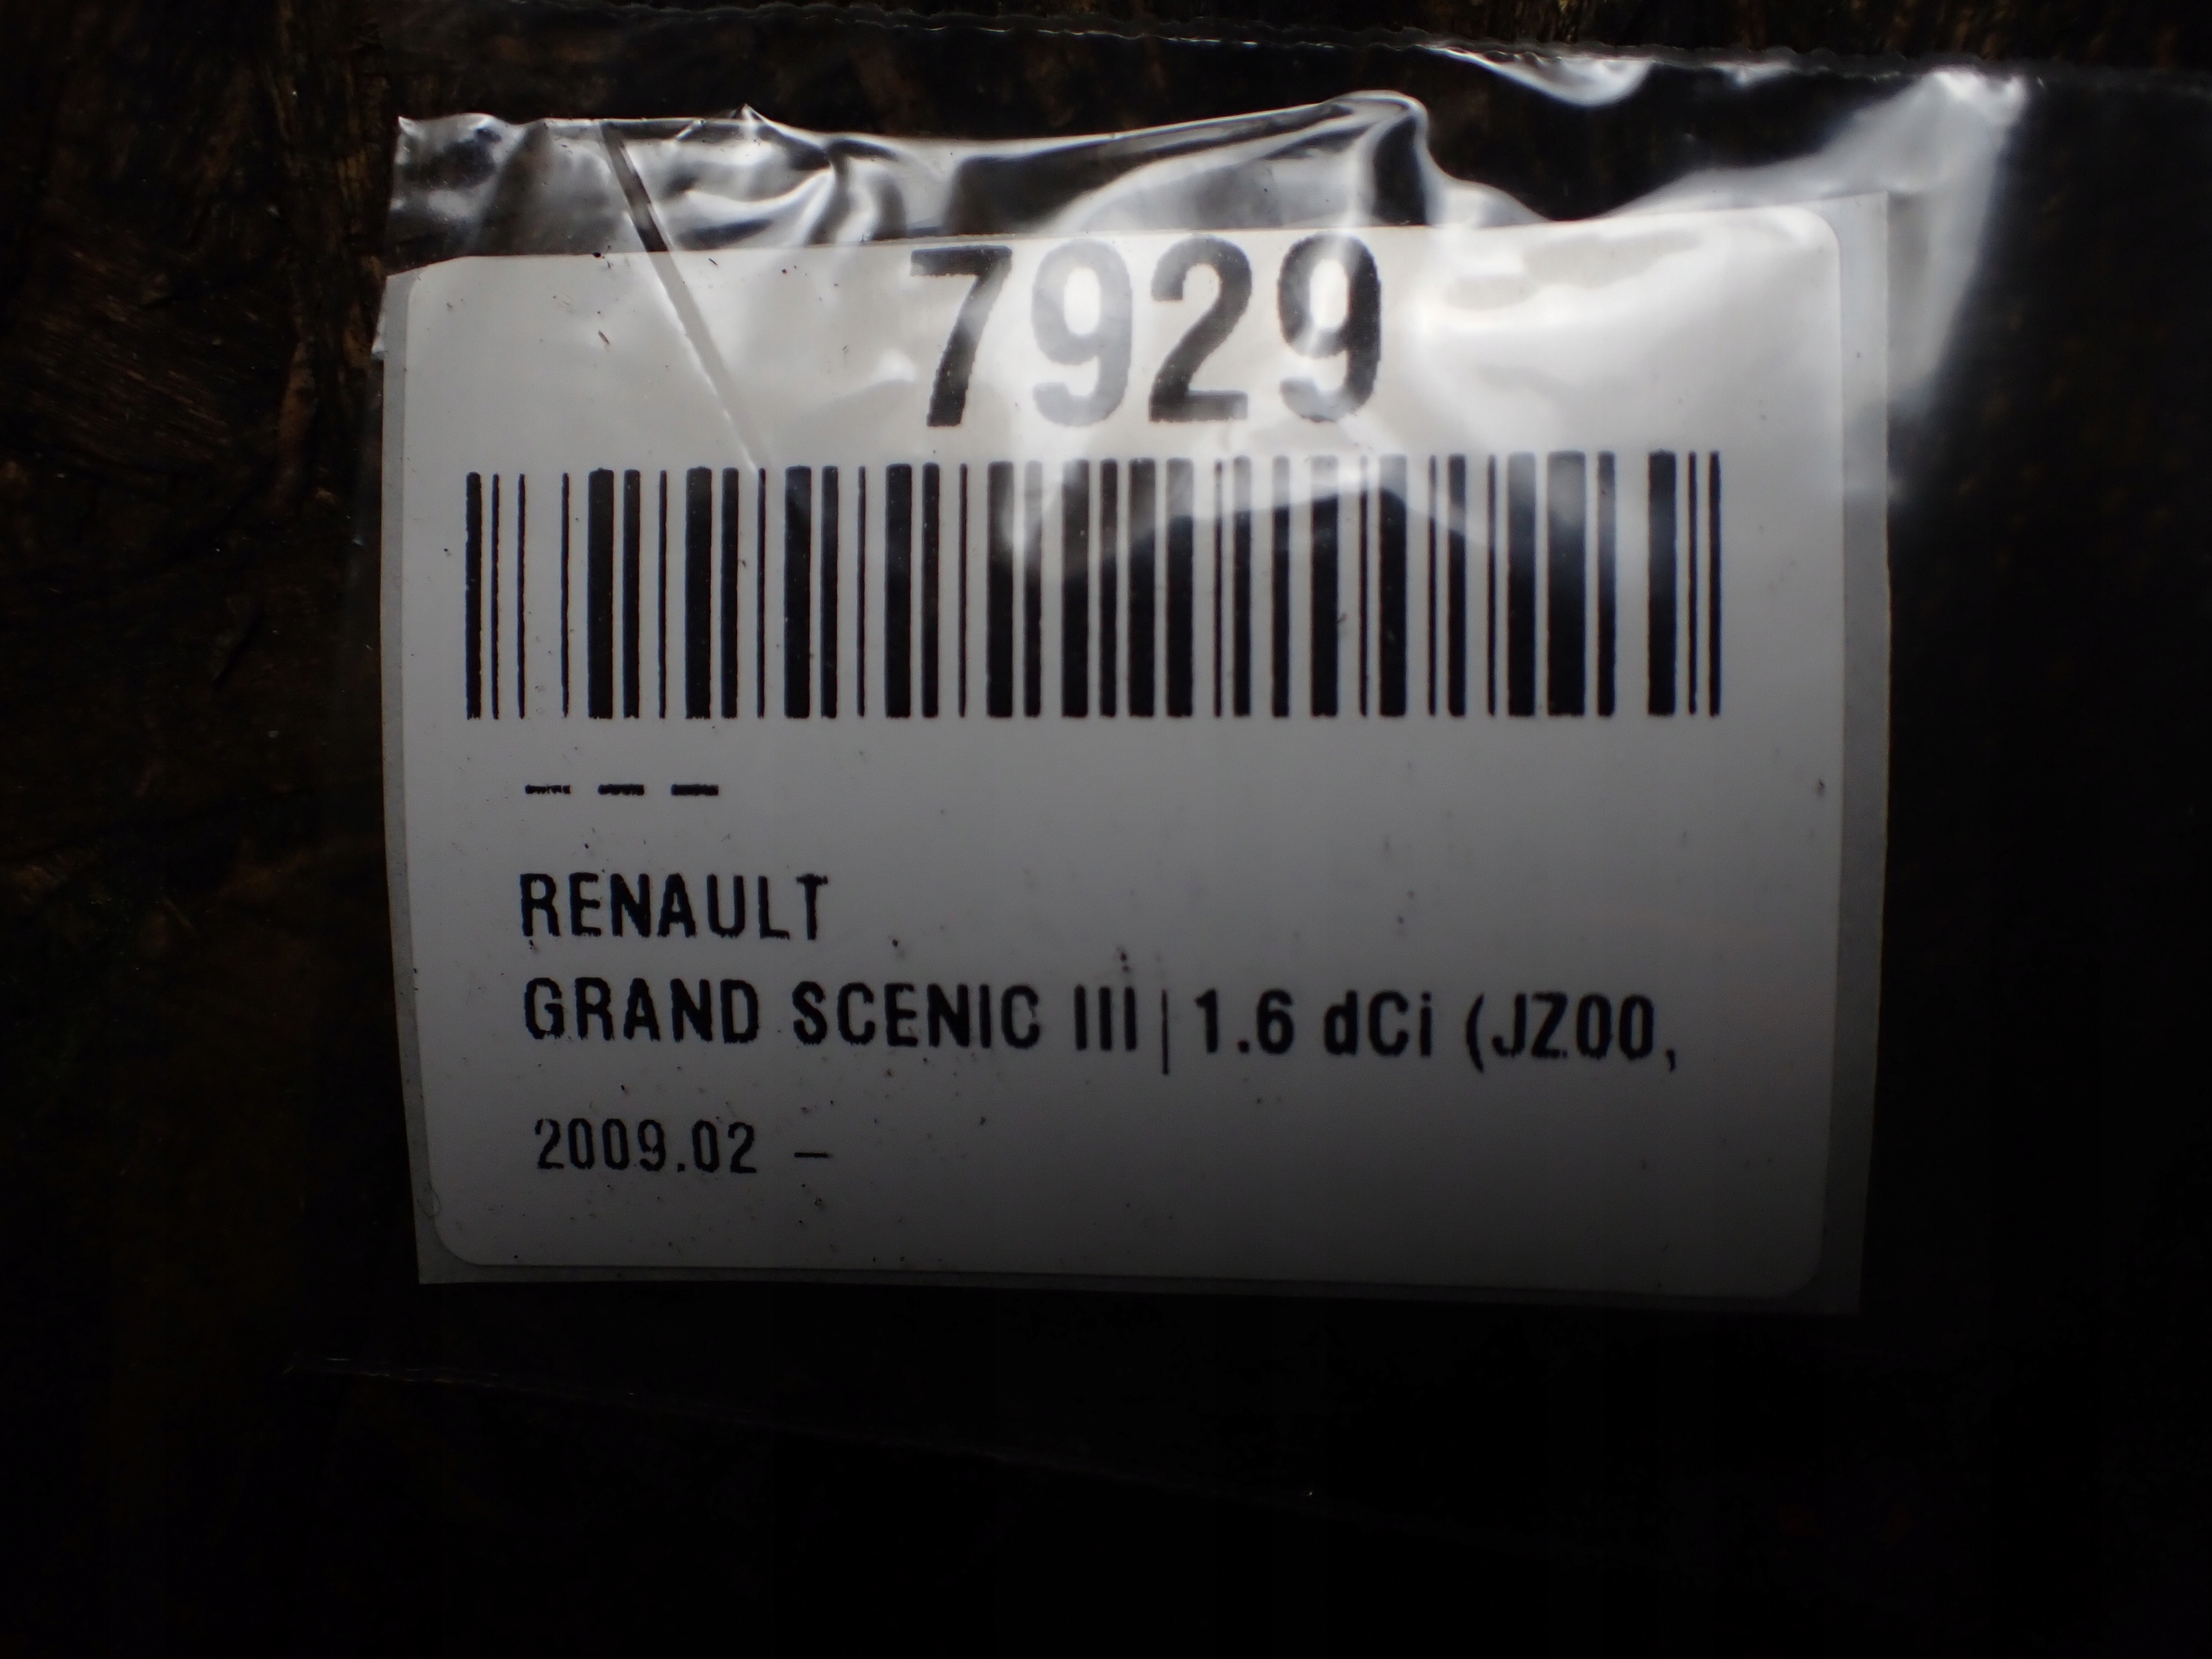 7929
– – –
RENAULT
GRAND SCENIC III | 1.6 dCi (JZ00,
2009.02 –